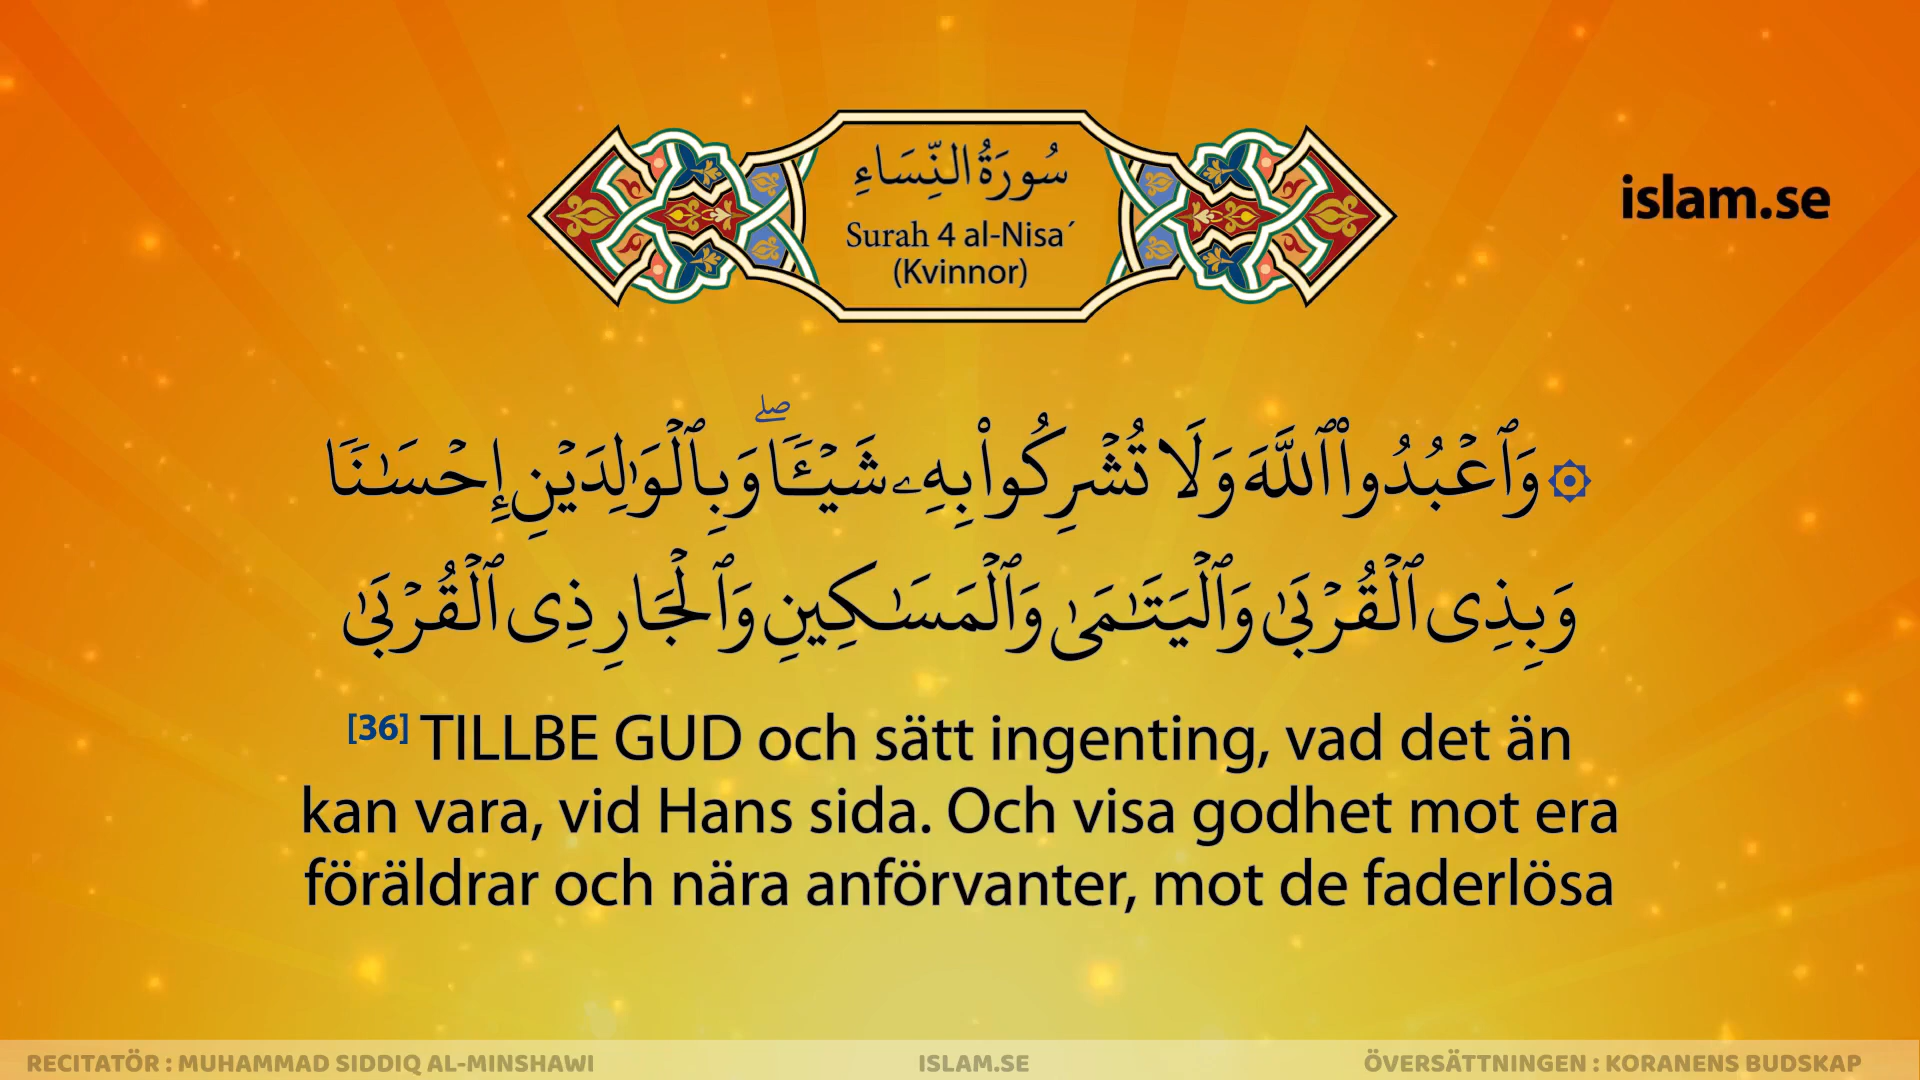 سُورَةُ النِّسَاءِ
Surah 4 al-Nisa´
(Kvinnor)
islam.se
۞ وَٱعْبُدُوا۟ ٱللَّهَ وَلَا تُشْرِكُوا۟ بِهِۦ شَيْـًٔا ۖ وَبِٱلْوَٰلِدَيْنِ إِحْسَـٰنًا
وَبِذِى ٱلْقُرْبَىٰ وَٱلْيَتَـٰمَىٰ وَٱلْمَسَـٰكِينِ وَٱلْجَارِ ذِى ٱلْقُرْبَىٰ
[36] TILLBE GUD och sätt ingenting, vad det än
kan vara, vid Hans sida. Och visa godhet mot era
föräldrar och nära anförvanter, mot de faderlösa
RECITATÖR : MUHAMMAD SIDDIQ AL-MINSHAWI
ISLAM.SE
ÖVERSÄTTNINGEN : KORANENS BUDSKAP